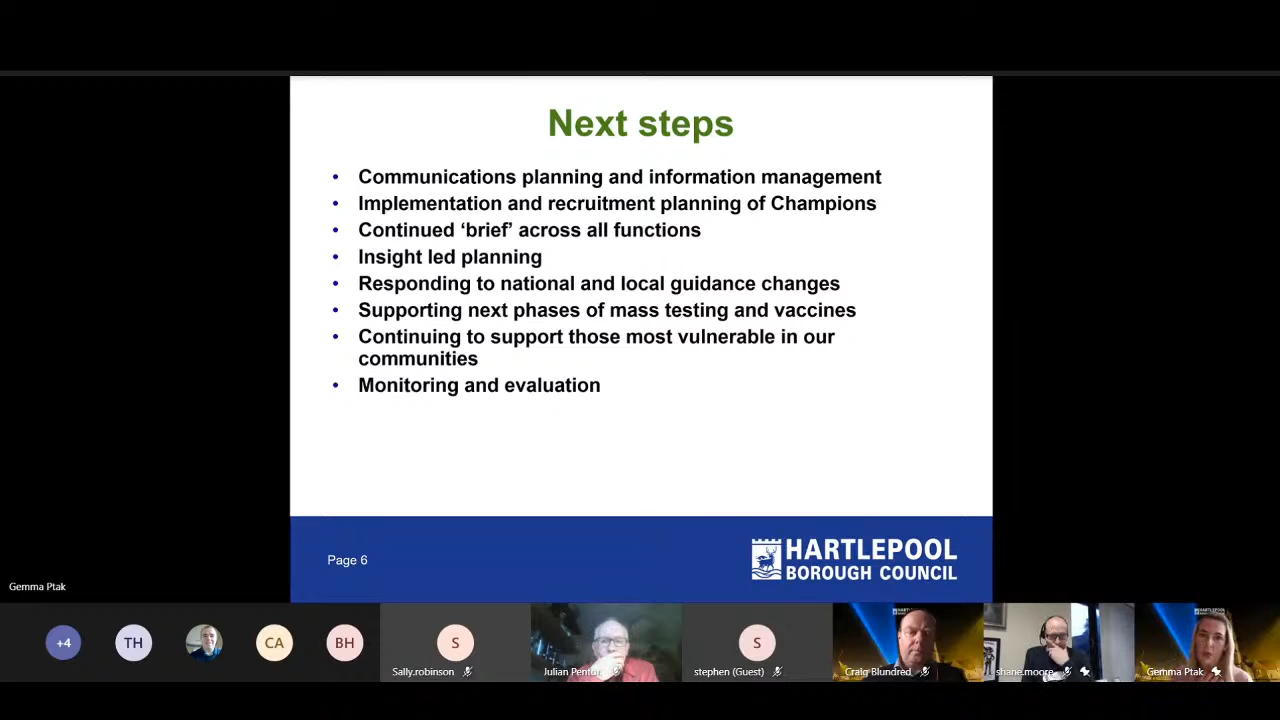 Next steps
• Communications planning and information management
• Implementation and recruitment planning of Champions
• Continued ‘brief’ across all functions
• Insight led planning
• Responding to national and local guidance changes
• Supporting next phases of mass testing and vaccines
• Continuing to support those most vulnerable in our
communities
• Monitoring and evaluation
Page 6
HARTLEPOOL
BOROUGH COUNCIL
Gemma Ptak
+4
TH
CA
BH
S
S
Sally.robinson
Julian Penton
stephen (Guest)
Craig Blundred
shane.moore
Gemma Ptak